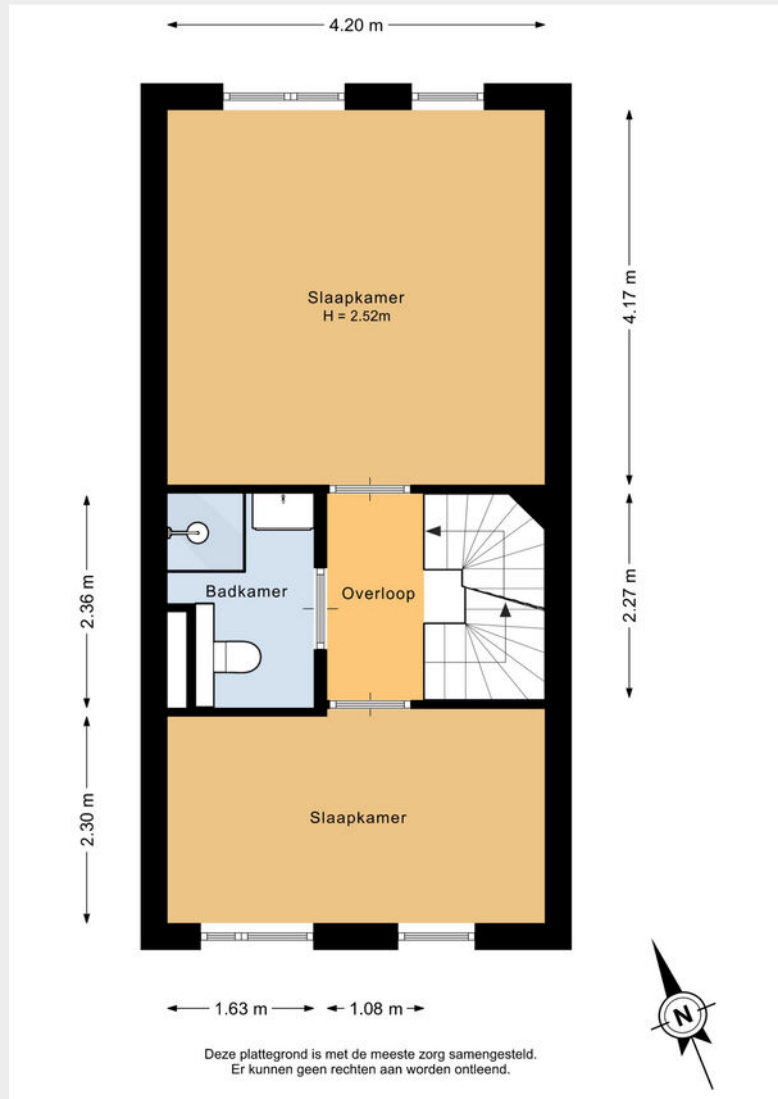 4.20 m
Slaapkamer
H = 2.52m
4.17 m
Badkamer
Overloop
2.36 m
2.27 m
Slaapkamer
2.30 m
1.63 m
1.08 m
N
Deze plattegrond is met de meeste zorg samengesteld.
Er kunnen geen rechten aan worden ontleend.